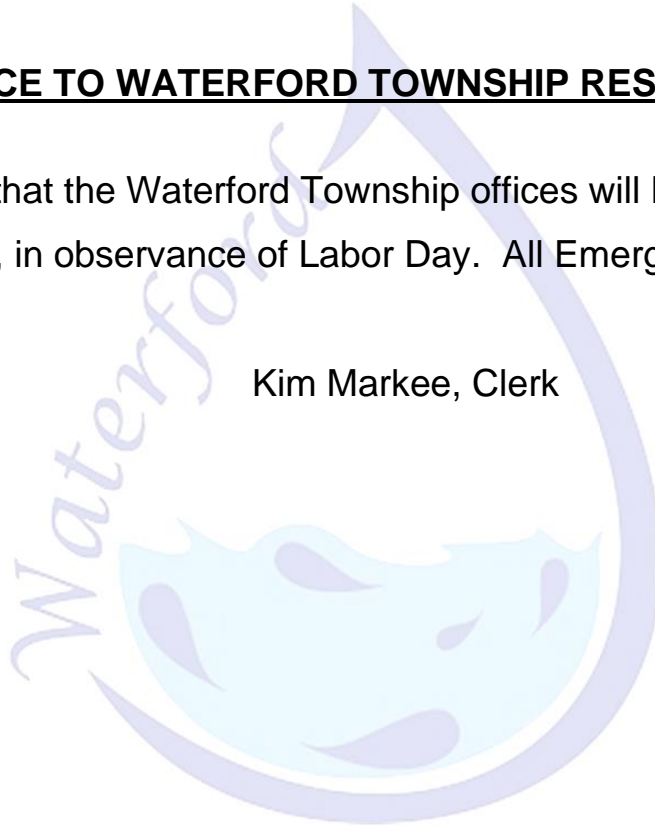 CE TO WATERFORD TOWNSHIP RES
that the Waterford Township offices will
, in observance of Labor Day.  All Emerg
Kim Markee, Clerk
Waterford